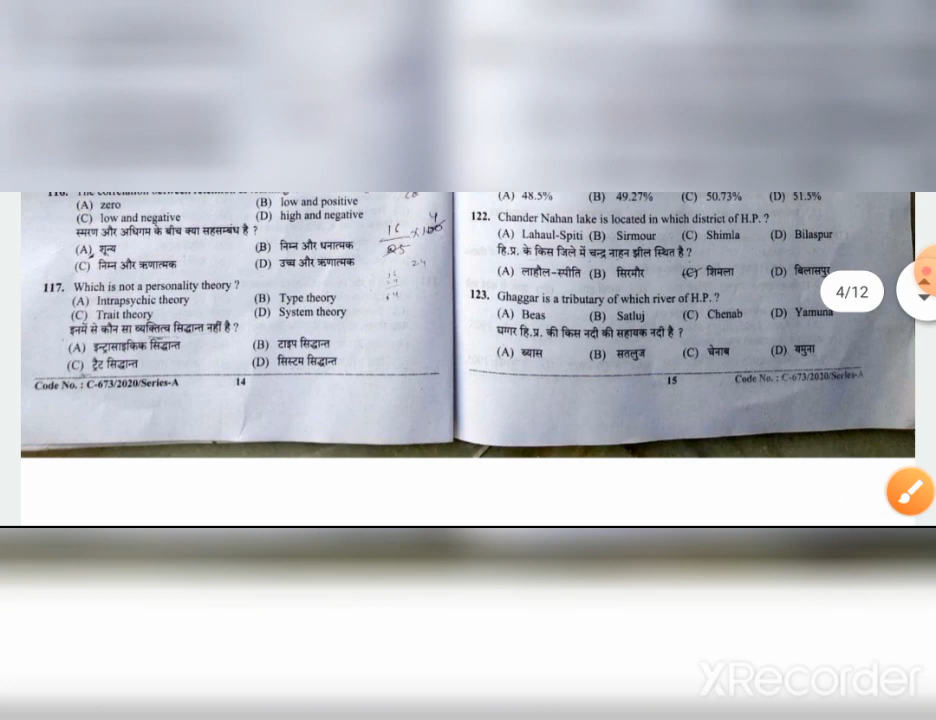 (A) zero
(B) low and positive
(C) low and negative
(D) high and negative
स्मरण और अधिगम के बीच क्या सहसम्बंध है ?
(A) शून्य
(B) निम्न और धनात्मक
(C) निम्न और ऋणात्मक
(D) उच्च और ऋणात्मक
117. Which is not a personality theory ?
(A) Intrapsychic theory
(B) Type theory
(C) Trait theory
(D) System theory
इनमें से कौन सा व्यक्तित्व सिद्धान्त नहीं है ?
(A) इन्ट्रासाइकिक सिद्धान्त
(B) टाइप सिद्धान्त
(C) ट्रैट सिद्धान्त
(D) सिस्टम सिद्धान्त
Code No. : C-673/2020/Series-A
14
16
×100
24
(A) 48.5% (B) 49.27% (C) 50.73% (D) 51.5%
122. Chander Nahan lake is located in which district of H.P. ?
(A) Lahaul-Spiti (B) Sirmour (C) Shimla (D) Bilaspur
हि.प्र. के किस जिले में चन्द्र नाहन झील स्थित है ?
(A) लाहौल-स्पीति (B) सिरमौर (C) शिमला (D) बिलासपुर
123. Ghaggar is a tributary of which river of H.P. ?
(A) Beas (B) Satluj (C) Chenab (D) Yamuna
घग्गर हि.प्र. की किस नदी की सहायक नदी है ?
(A) ब्यास (B) सतलुज (C) चेनाब (D) यमुना
15
Code No. : C-673/2020/Series-A
4/12
XRecorder